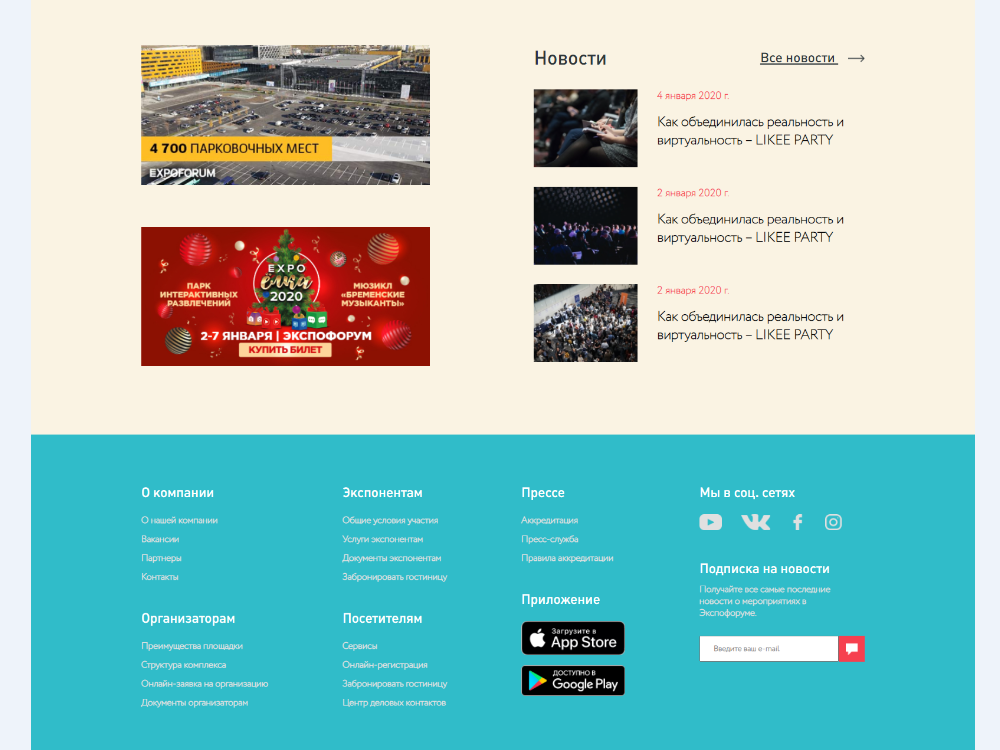 4 700 ПАРКОВОЧНЫХ МЕСТ
EXPOFORUM
EXPO
ёлка
2020
ПАРК
ИНТЕРАКТИВНЫХ
РАЗВЛЕЧЕНИЙ
МЮЗИКЛ
«БРЕМЕНСКИЕ
МУЗЫКАНТЫ»
2-7 ЯНВАРЯ | ЭКСПОФОРУМ
КУПИТЬ БИЛЕТ
Новости
Все новости
4 января 2020 г.
Как объединилась реальность и
виртуальность – LIKEE PARTY
2 января 2020 г.
Как объединилась реальность и
виртуальность – LIKEE PARTY
2 января 2020 г.
Как объединилась реальность и
виртуальность – LIKEE PARTY
О компании
О нашей компании
Вакансии
Партнеры
Контакты
Организаторам
Преимущества площадки
Структура комплекса
Онлайн-заявка на организацию
Документы организаторам
Экспонентам
Общие условия участия
Услуги экспонентам
Документы экспонентам
Забронировать гостиницу
Посетителям
Сервисы
Онлайн-регистрация
Забронировать гостиницу
Центр деловых контактов
Прессе
Аккредитация
Пресс-служба
Правила аккредитации
Приложение
Загрузите в
App Store
ДОСТУПНО В
Google Play
Мы в соц. сетях
Подписка на новости
Получайте все самые последние
новости о мероприятиях в
Экспофоруме.
Введите ваш e-mail